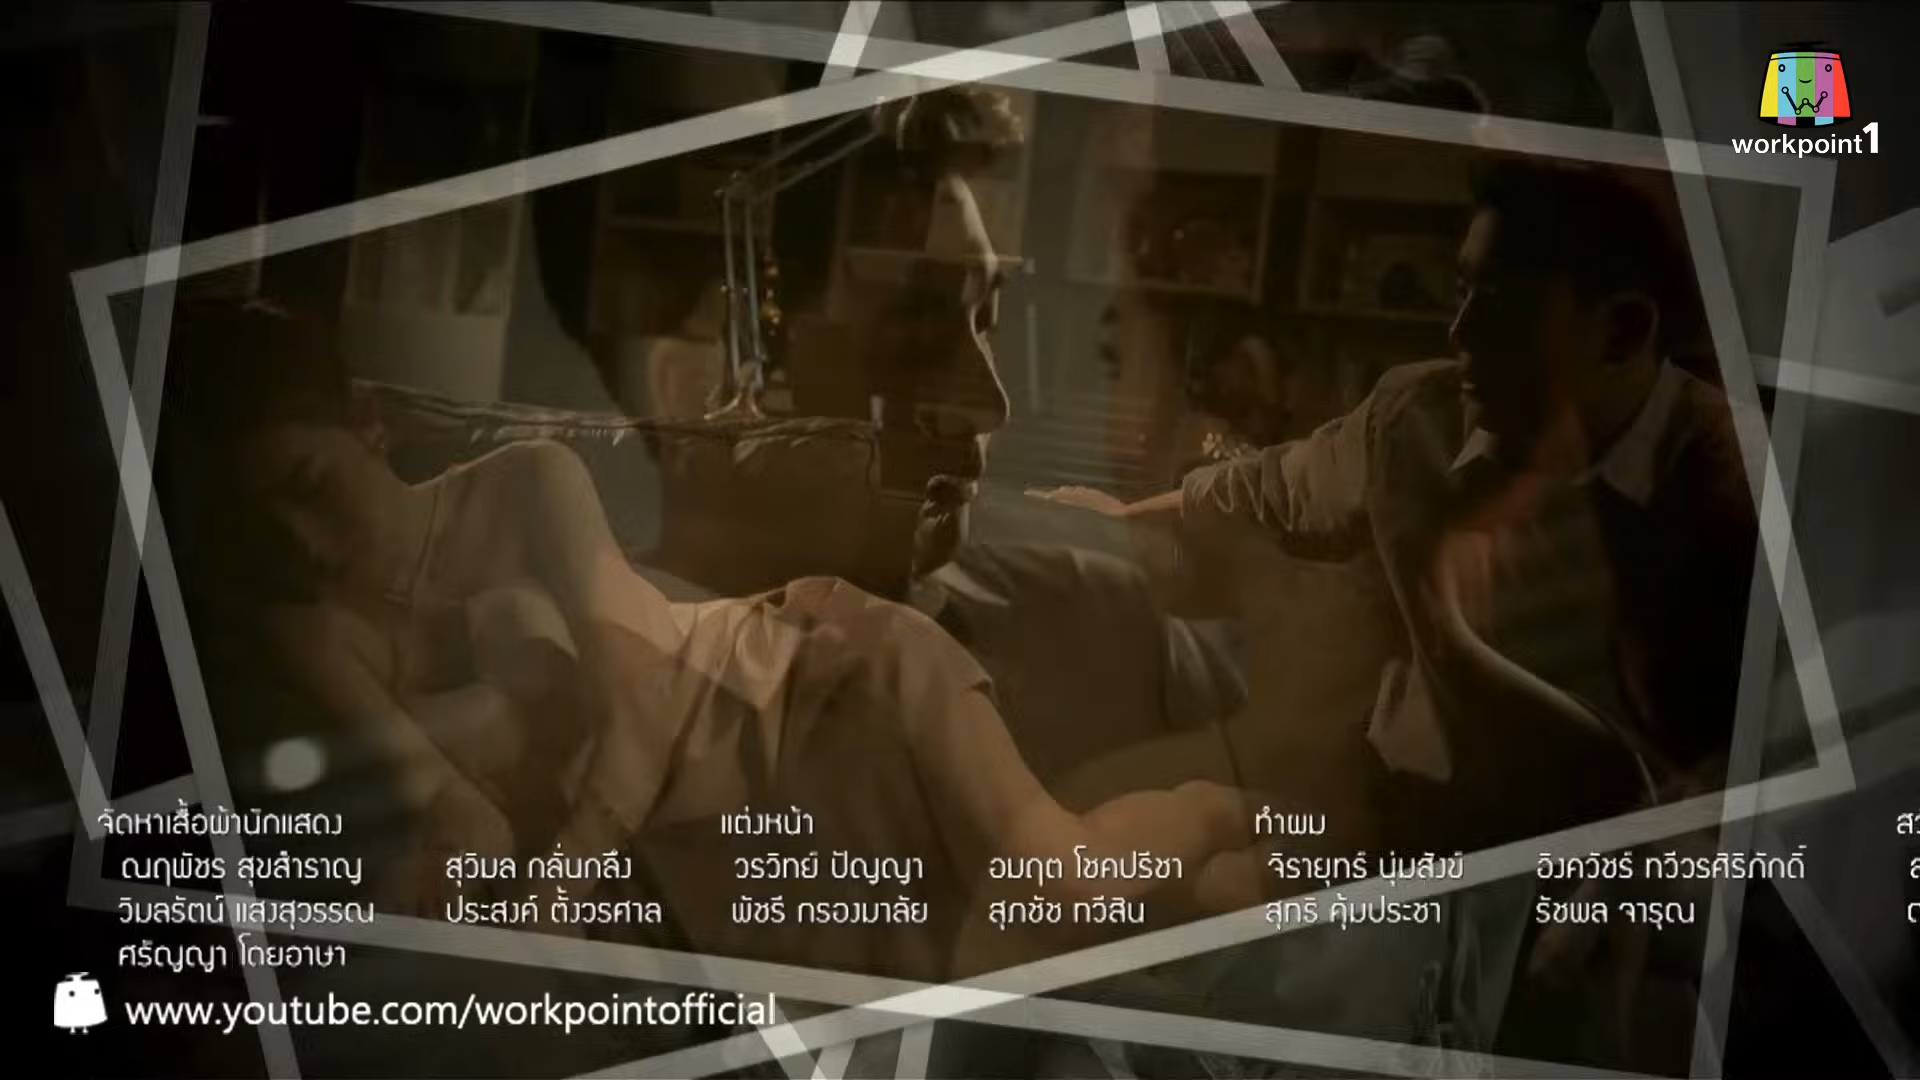 workpoint1
จัดหาเสื้อผ้านักแสดง
ณฤพัชร สุขสำราญ สุวิมล กลั่นกลึง
วิมลรัตน์ แสงสุวรรณ ประสงค์ ตั้งวรศาล
ศรัญญา โดยอาษา
แต่งหน้า
วรวิทย์ ปัญญา อมฤต โชคปรีชา
พัชรี กรองมาลัย สุภชัช ทวีสิน
ทำผม
จิรายุทธ์ นุ่มสังข์ อิงควัชร์ ทวีวรศิริภักดิ์
สุทธิ คุ้มประชา รัชพล จารุณ
www.youtube.com/workpointofficial